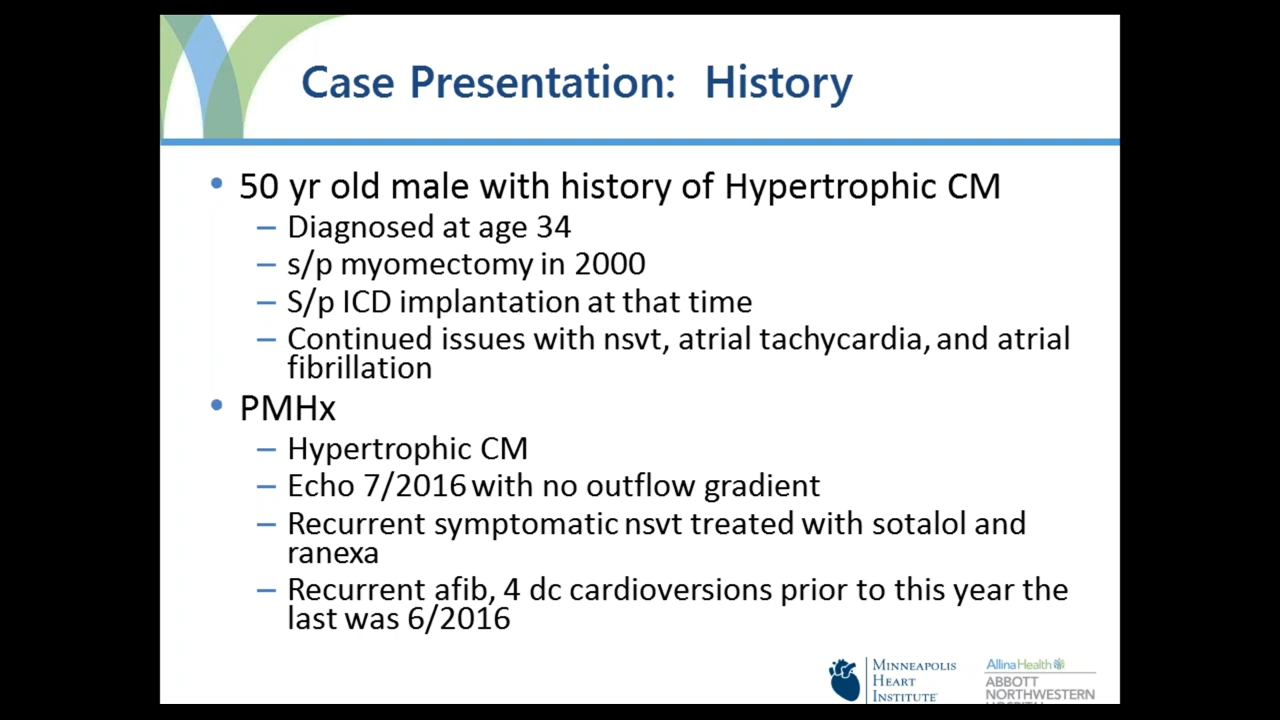 Case Presentation: History
• 50 yr old male with history of Hypertrophic CM
– Diagnosed at age 34
– s/p myomectomy in 2000
– S/p ICD implantation at that time
– Continued issues with nsvt, atrial tachycardia, and atrial
fibrillation
• PMHx
– Hypertrophic CM
– Echo 7/2016 with no outflow gradient
– Recurrent symptomatic nsvt treated with sotalol and
ranexa
– Recurrent afib, 4 dc cardioversions prior to this year the
last was 6/2016
MINNEAPOLIS
HEART
INSTITUTE
Allina Health
ABBOTT
NORTHWESTERN
HOSPITAL